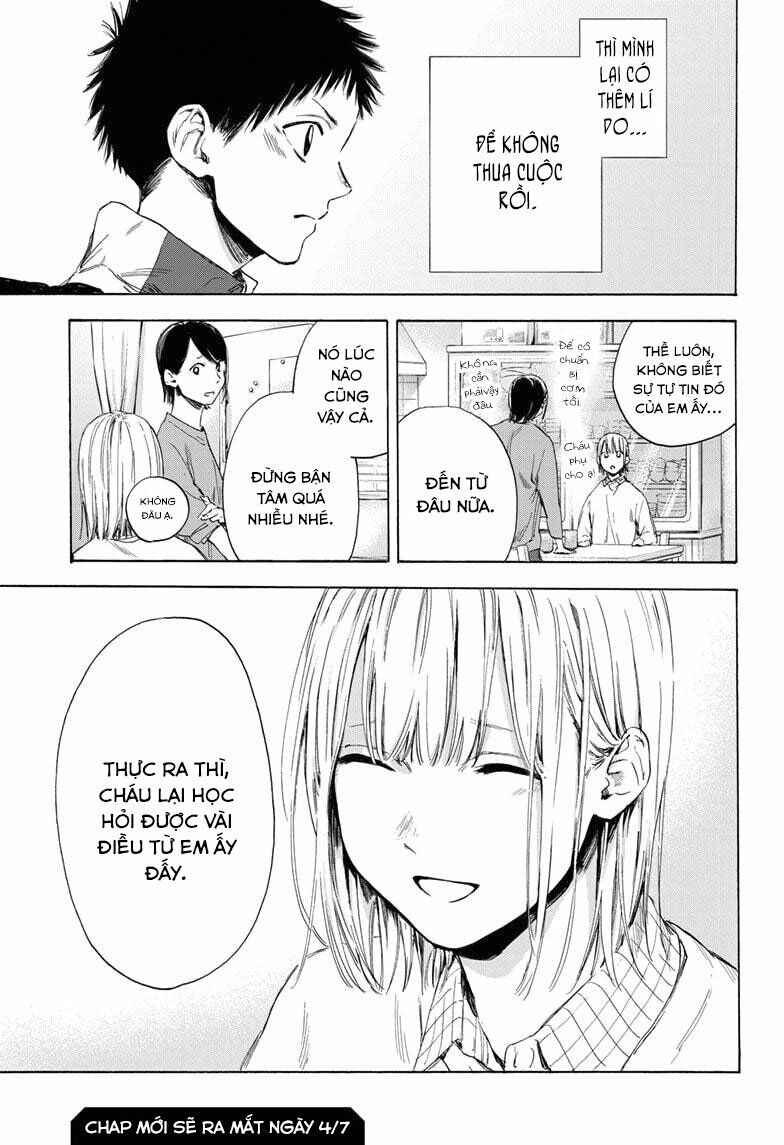 THÌ MÌNH
LẠI CÓ
THÊM LÍ
DO...
ĐỂ KHÔNG
THUA CUỘC
RỒI.
THỀ LUÔN,
KHÔNG BIẾT
SỰ TỰ TIN ĐÓ
CỦA EM ẤY...
Để cô
chuẩn
bị
cơm
tối.
Không
cần
phải vậy
đâu
Cháu
phụ
cho ạ!
ĐẾN TỪ
ĐÂU NỮA.
NÓ LÚC
NÀO
CŨNG
VẬY CẢ.
ĐỪNG BẬN
TÂM QUÁ
NHIỀU NHÉ.
KHÔNG
ĐÂU Ạ.
THỰC RA THÌ,
CHÁU LẠI HỌC
HỎI ĐƯỢC VÀI
ĐIỀU TỪ EM ẤY
ĐẤY.
CHAP MỚI SẼ RA MẮT NGÀY 4/7